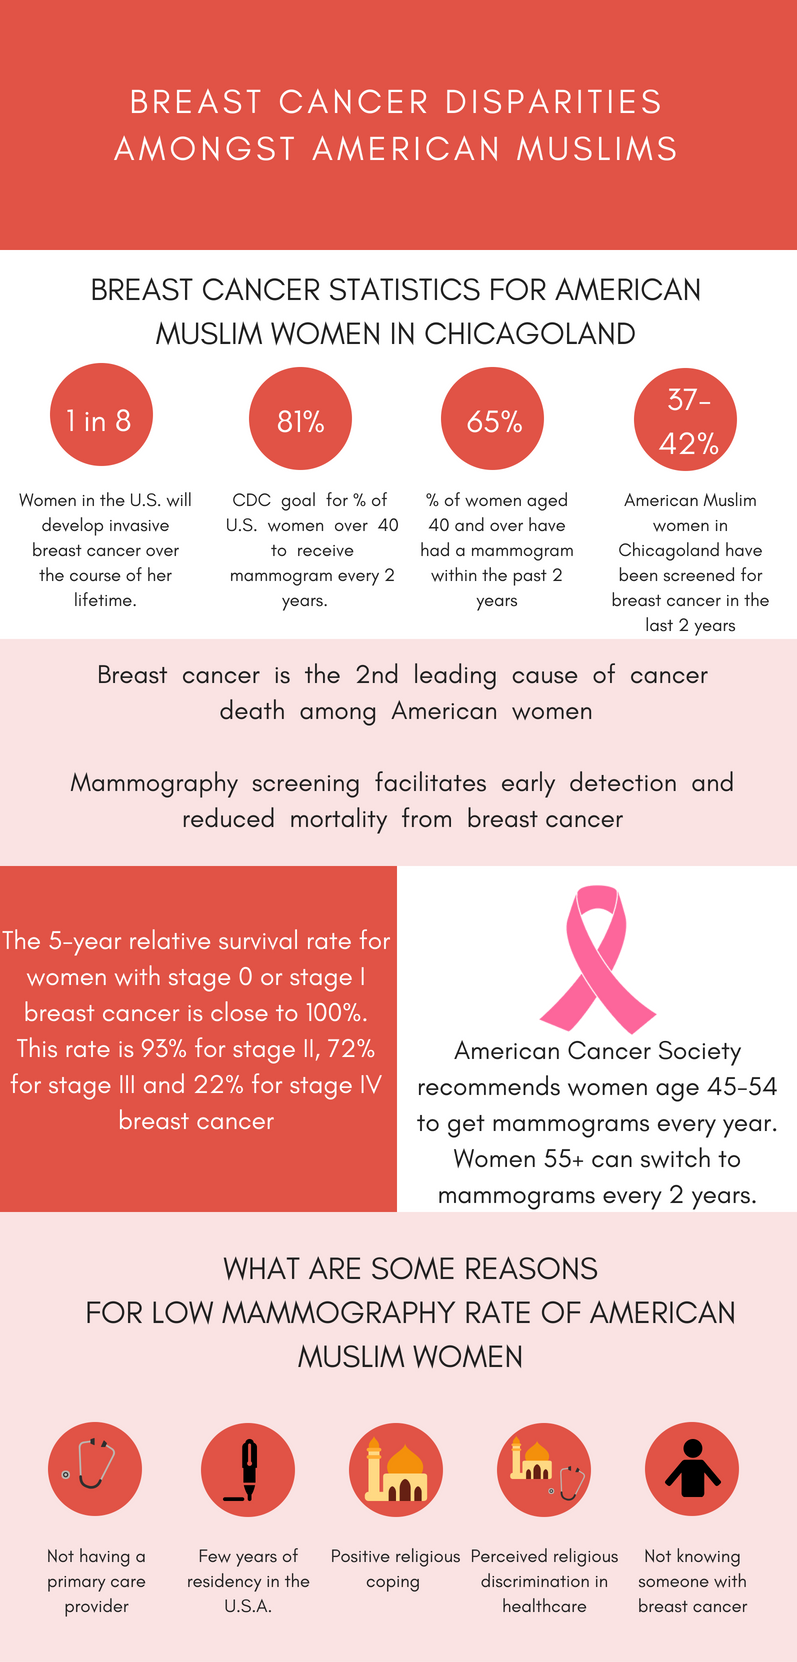 BREAST CANCER DISPARITIES
AMONGST AMERICAN MUSLIMS
BREAST CANCER STATISTICS FOR AMERICAN
MUSLIM WOMEN IN CHICAGOLAND
1 in 8
Women in the U.S. will
develop invasive
breast cancer over
the course of her
lifetime.
81%
CDC goal for % of
U.S. women over 40
to receive
mammogram every 2
years.
65%
% of women aged
40 and over have
had a mammogram
within the past 2
years
37-
42%
American Muslim
women in
Chicagoland have
been screened for
breast cancer in the
last 2 years
Breast cancer is the 2nd leading cause of cancer
death among American women
Mammography screening facilitates early detection and
reduced mortality from breast cancer
The 5-year relative survival rate for
women with stage 0 or stage I
breast cancer is close to 100%.
This rate is 93% for stage II, 72%
for stage III and 22% for stage IV
breast cancer
American Cancer Society
recommends women age 45-54
to get mammograms every year.
Women 55+ can switch to
mammograms every 2 years.
WHAT ARE SOME REASONS
FOR LOW MAMMOGRAPHY RATE OF AMERICAN
MUSLIM WOMEN
Not having a
primary care
provider
Few years of
residency in the
U.S.A.
Positive religious
coping
Perceived religious
discrimination in
healthcare
Not knowing
someone with
breast cancer